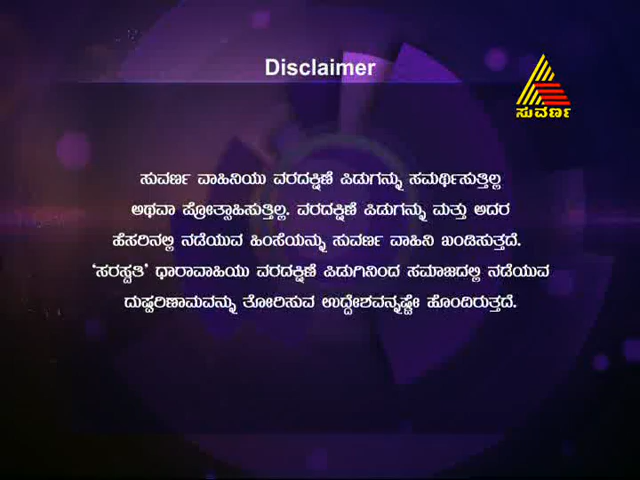 Disclaimer
ಸುವರ್ಣ
ಸುವರ್ಣ ವಾಹಿನಿಯು ವರದಕ್ಷಿಣೆ ಪಿಡುಗನ್ನು ಸಮರ್ಥಿಸುತ್ತಿಲ್ಲ
ಅಥವಾ ಪ್ರೋತ್ಸಾಹಿಸುತ್ತಿಲ್ಲ. ವರದಕ್ಷಿಣೆ ಪಿಡುಗನ್ನು ಮತ್ತು ಅದರ
ಹೆಸರಿನಲ್ಲಿ ನಡೆಯುವ ಹಿಂಸೆಯನ್ನು ಸುವರ್ಣ ವಾಹಿನಿ ಖಂಡಿಸುತ್ತದೆ.
‘ಸರಸ್ವತಿ’ ಧಾರಾವಾಹಿಯು ವರದಕ್ಷಿಣೆ ಪಿಡುಗಿನಿಂದ ಸಮಾಜದಲ್ಲಿ ನಡೆಯುವ
ದುಷ್ಪರಿಣಾಮವನ್ನು ತೋರಿಸುವ ಉದ್ದೇಶವನ್ನಷ್ಟೇ ಹೊಂದಿರುತ್ತದೆ.